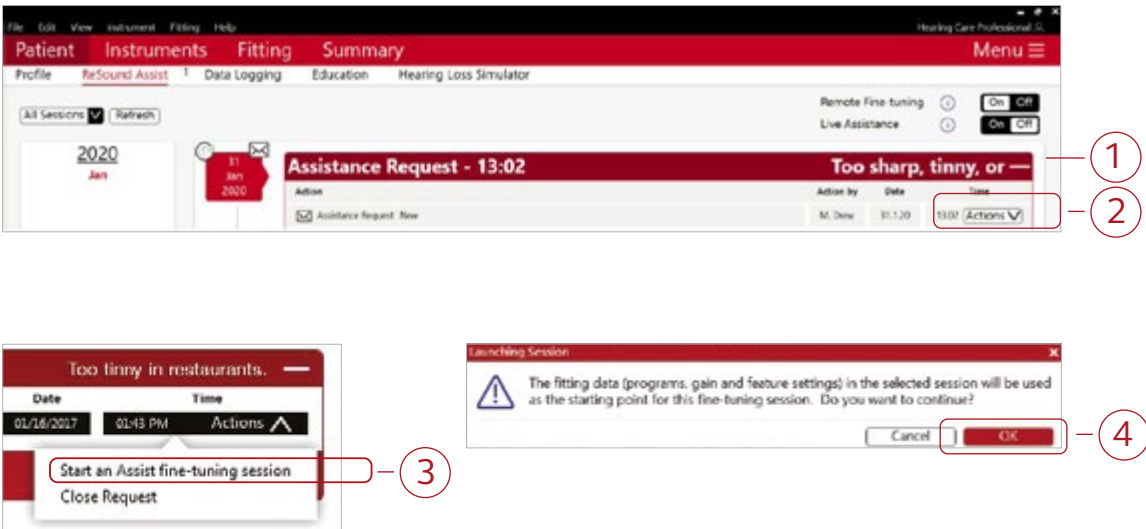 File Edit View Instrument Fitting Help
Hearing Care Professional
Patient Instruments Fitting Summary Menu
Profile ReSound Assist 1 Data Logging Education Hearing Loss Simulator
All Sessions Refresh
Remote Fine-tuning i On Off
Live Assistance i On Off
2020
Jan
31
Jan
2020
Assistance Request - 13:02 Too sharp, tinny, or
Action Action by Date Time
Assistance Request New M. Drew 31.1.20 13:02 Actions
1
2
Too tinny in restaurants.
Date Time
01/16/2017 01:43 PM Actions
Start an Assist fine-tuning session
Close Request
3
Launching Session
The fitting data (programs, gain and feature settings) in the selected session will be used
as the starting point for this fine-tuning session. Do you want to continue?
Cancel OK
4